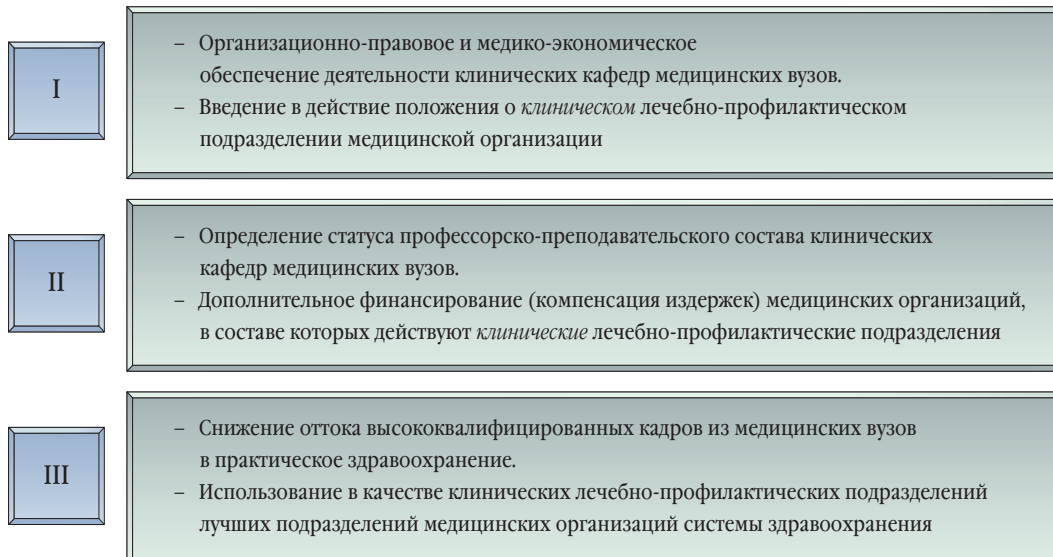 I
– Организационно-правовое и медико-экономическое
обеспечение деятельности клинических кафедр медицинских вузов.
– Введение в действие положения о клиническом лечебно-профилактическом
подразделении медицинской организации
II
– Определение статуса профессорско-преподавательского состава клинических
кафедр медицинских вузов.
– Дополнительное финансирование (компенсация издержек) медицинских организаций,
в составе которых действуют клинические лечебно-профилактические подразделения
III
– Снижение оттока высококвалифицированных кадров из медицинских вузов
в практическое здравоохранение.
– Использование в качестве клинических лечебно-профилактических подразделений
лучших подразделений медицинских организаций системы здравоохранения